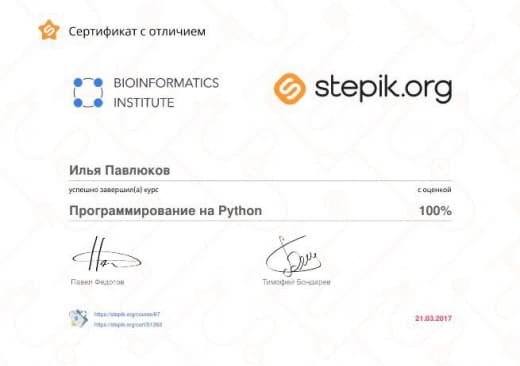 Сертификат с отличием
BIOINFORMATICS
INSTITUTE
stepik.org
Илья Павлюков
успешно завершил(а) курс
с оценкой
Программирование на Python
100%
Павел Федотов
Тимофей Бондарев
https://stepik.org/course/67
https://stepik.org/cert/51263
21.03.2017